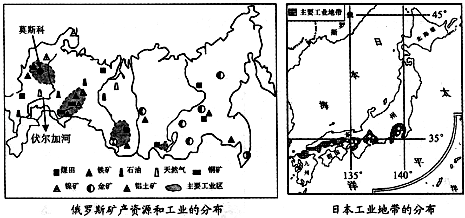 莫斯科
伏尔加河
煤田 铁矿 石油 天然气 铜矿
镍矿 金矿 铝土矿 主要工业区
俄罗斯矿产资源和工业的分布
主要工业地带
45°
日
本
海
太
平
洋
35°
135°
140°
日本工业地带的分布